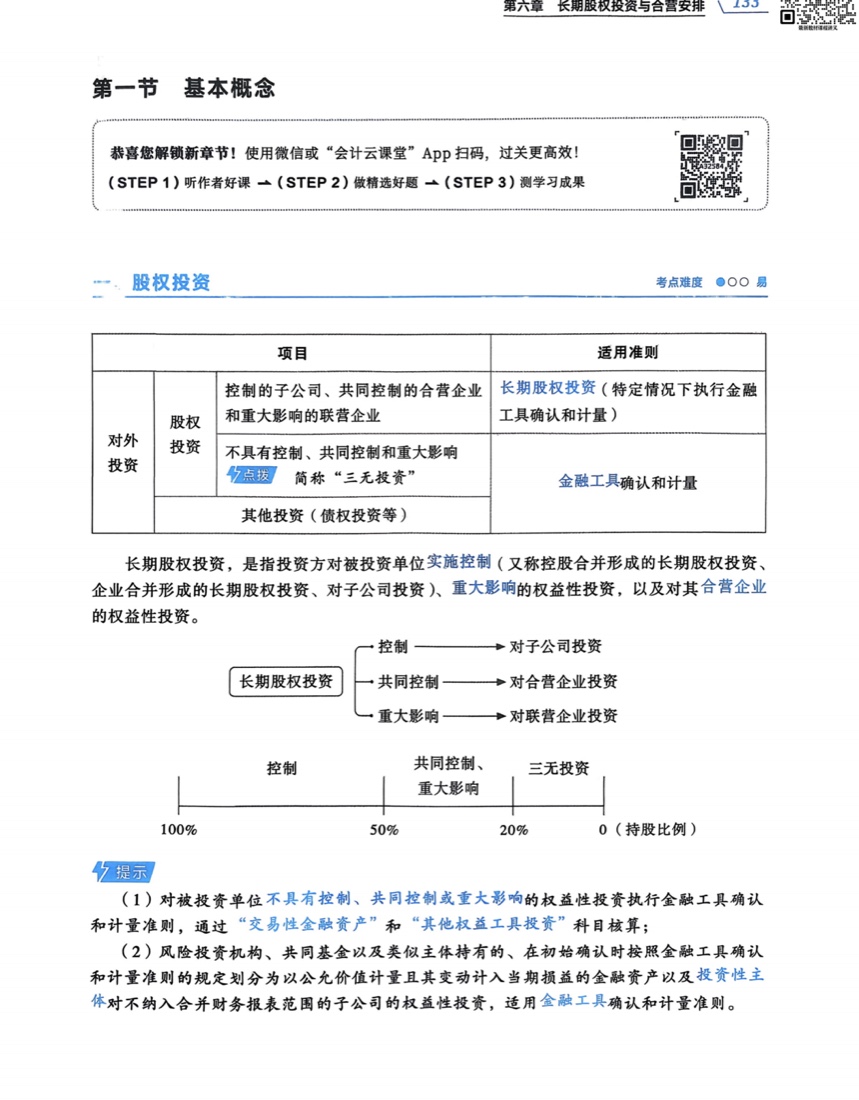 第六章 长期股权投资与合营安排 133
第一节 基本概念
恭喜您解锁新章节！使用微信或“会计云课堂”App 扫码，过关更高效！
（STEP 1）听作者好课 ⇀（STEP 2）做精选好题 ⇀（STEP 3）测学习成果
一、股权投资 考点难度 ●○○ 易
项目 适用准则
对外投资
股权投资
控制的子公司、共同控制的合营企业
和重大影响的联营企业
长期股权投资（特定情况下执行金融
工具确认和计量）
不具有控制、共同控制和重大影响
点拨 简称“三无投资”
金融工具确认和计量
其他投资（债权投资等）
长期股权投资，是指投资方对被投资单位实施控制（又称控股合并形成的长期股权投资、
企业合并形成的长期股权投资、对子公司投资）、重大影响的权益性投资，以及对其合营企业
的权益性投资。
长期股权投资
控制 → 对子公司投资
共同控制 → 对合营企业投资
重大影响 → 对联营企业投资
控制 共同控制、 三无投资
重大影响
100% 50% 20% 0（持股比例）
提示
（1）对被投资单位不具有控制、共同控制或重大影响的权益性投资执行金融工具确认
和计量准则，通过“交易性金融资产”和“其他权益工具投资”科目核算；
（2）风险投资机构、共同基金以及类似主体持有的、在初始确认时按照金融工具确认
和计量准则的规定划分为以公允价值计量且其变动计入当期损益的金融资产以及投资性主
体对不纳入合并财务报表范围的子公司的权益性投资，适用金融工具确认和计量准则。